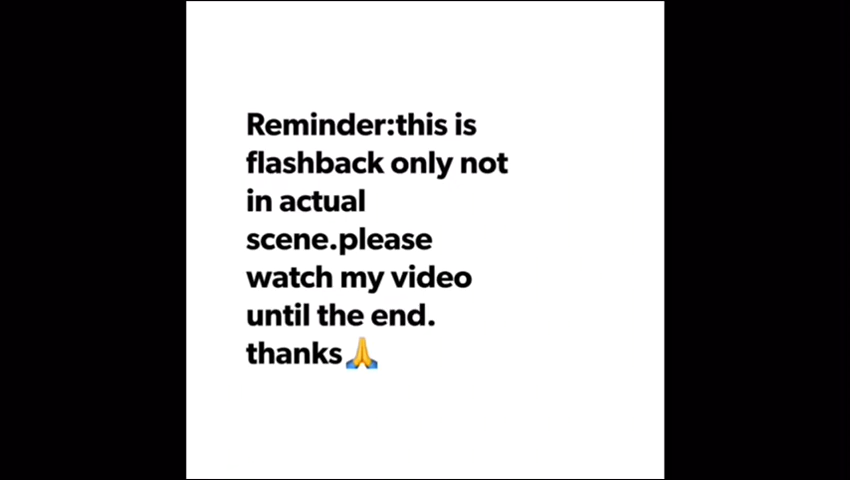 Reminder:this is
flashback only not
in actual
scene.please
watch my video
until the end.
thanks🙏